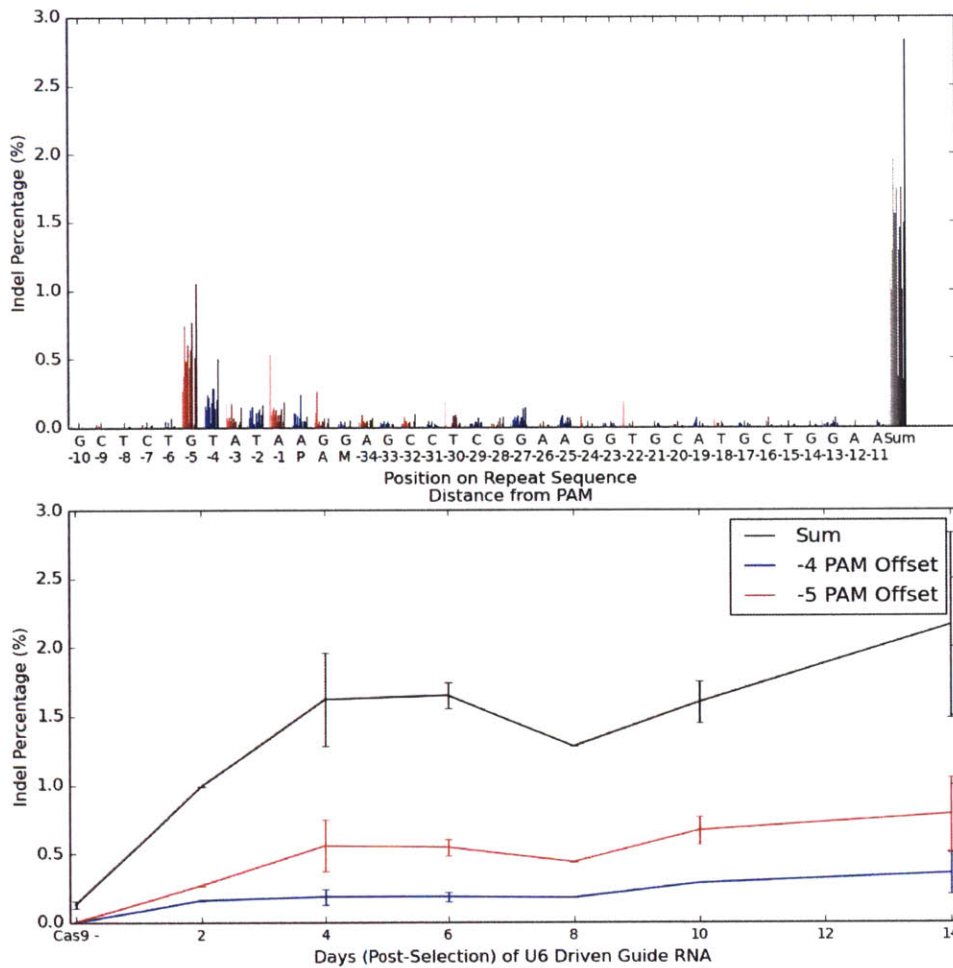 3.0
2.5
2.0
1.5
1.0
0.5
0.0
Indel Percentage (%)
G C T C T G T A T A A G G A G C C T C G G A A G G T G C A T G C T G G A A Sum
-10 -9 -8 -7 -6 -5 -4 -3 -2 -1 P A M -34 -33 -32 -31 -30 -29 -28 -27 -26 -25 -24 -23 -22 -21 -20 -19 -18 -17 -16 -15 -14 -13 -12 -11
Position on Repeat Sequence
Distance from PAM
3.0
2.5
2.0
1.5
1.0
0.5
0.0
Indel Percentage (%)
Sum
-4 PAM Offset
-5 PAM Offset
Cas9 - 2 4 6 8 10 12 14
Days (Post-Selection) of U6 Driven Guide RNA